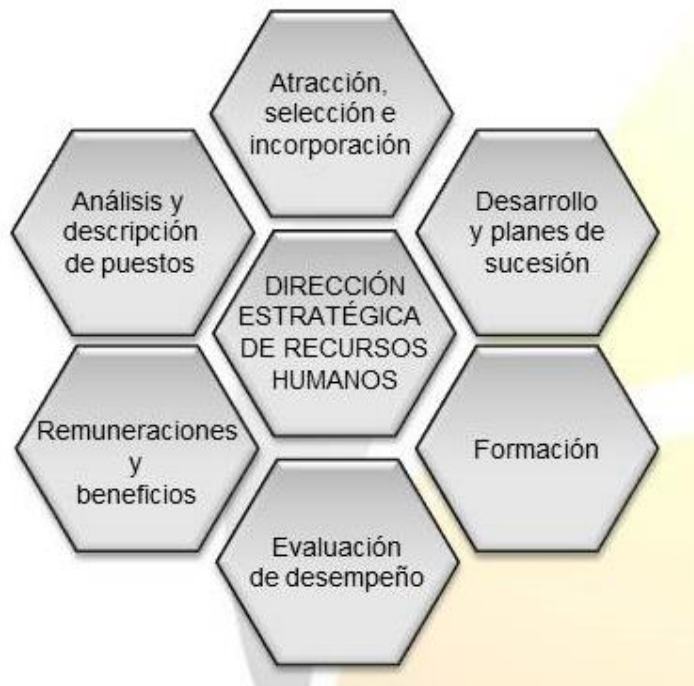 Atracción,
selección e
incorporación
Análisis y
descripción
de puestos
Desarrollo
y planes de
sucesión
DIRECCIÓN
ESTRATÉGICA
DE RECURSOS
HUMANOS
Remuneraciones
y
beneficios
Formación
Evaluación
de desempeño